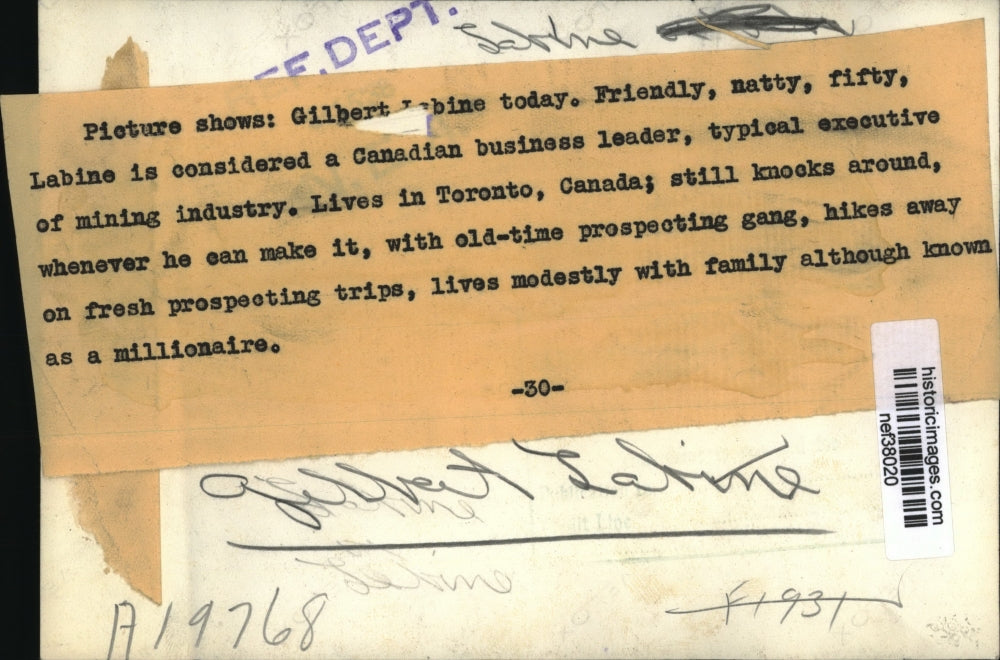 EF. DEPT.
Labine
Picture shows: Gilbert Labine today. Friendly, natty, fifty,
Labine is considered a Canadian business leader, typical executive
of mining industry. Lives in Toronto, Canada; still knocks around,
whenever he can make it, with old-time prospecting gang, hikes away
on fresh prospecting trips, lives modestly with family although known
as a millionaire.
-30-
historicimages.com
nef38020
Gilbert Labine
Labine
A19768
F1931